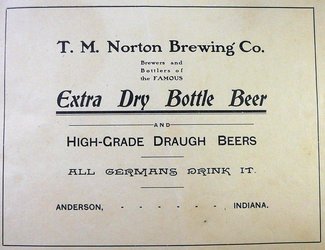 T. M. Norton Brewing Co.
Brewers and
Bottlers of
the FAMOUS
Extra Dry Bottle Beer
AND
HIGH-GRADE DRAUGH BEERS
ALL GERMANS DRINK IT.
ANDERSON, - - - - - INDIANA.